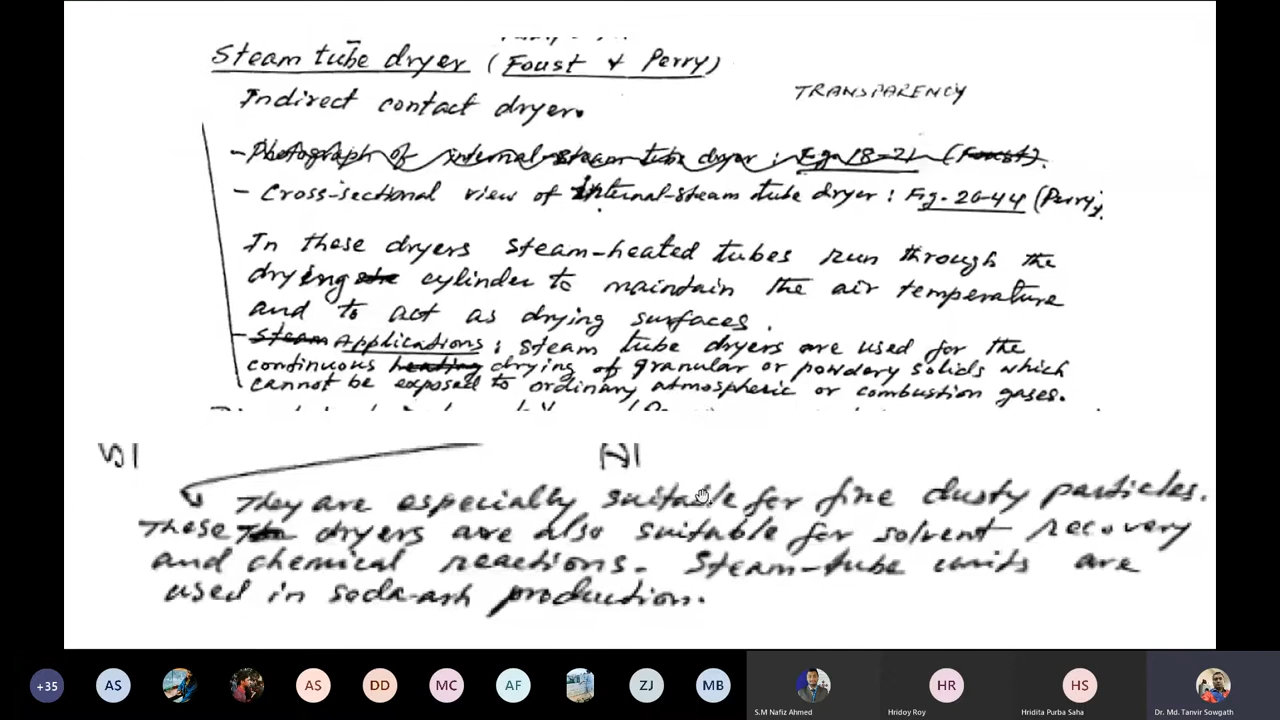 Steam tube dryer (Foust & Perry)
TRANSPARENCY
Indirect contact dryer.
- Photograph of internal-steam tube dryer : Fig. 18-21 (Foust).
- Cross-sectional view of Internal-steam tube dryer : Fig. 20-44 (Perry).
In these dryers steam-heated tubes run through the
drying cylinder to maintain the air temperature
and to act as drying surfaces.
- Steam Applications : Steam tube dryers are used for the
continuous heating drying of granular or powdery solids which
cannot be exposed to ordinary atmospheric or combustion gases.
They are especially suitable for fine dusty particles.
These dryers are also suitable for solvent recovery
and chemical reactions. Steam-tube units are
used in soda-ash production.
+35
AS
AS
DD
MC
AF
ZJ
MB
HR
HS
S.M Nafiz Ahmed
Hridoy Roy
Hridita Purba Saha
Dr. Md. Tanvir Sowgath